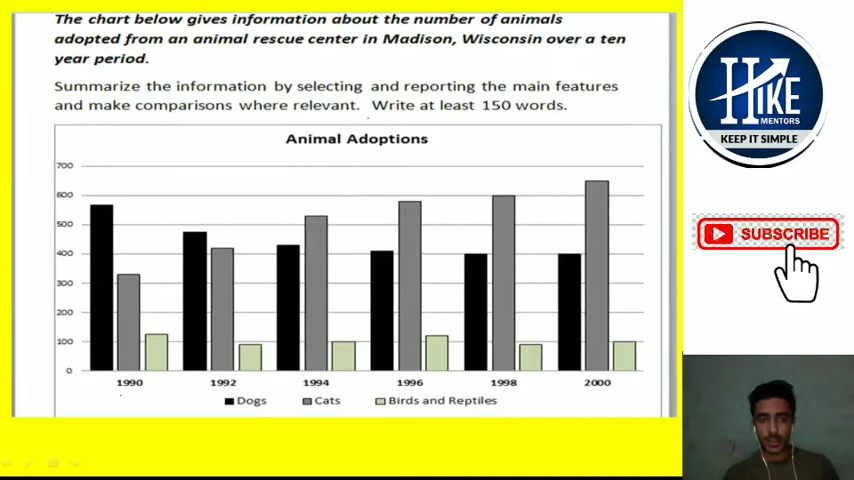 The chart below gives information about the number of animals
adopted from an animal rescue center in Madison, Wisconsin over a ten
year period.
Summarize the information by selecting and reporting the main features
and make comparisons where relevant. Write at least 150 words.
Animal Adoptions
700
600
500
400
300
200
100
0
1990 1992 1994 1996 1998 2000
Dogs Cats Birds and Reptiles
HIKE
MENTORS
KEEP IT SIMPLE
SUBSCRIBE